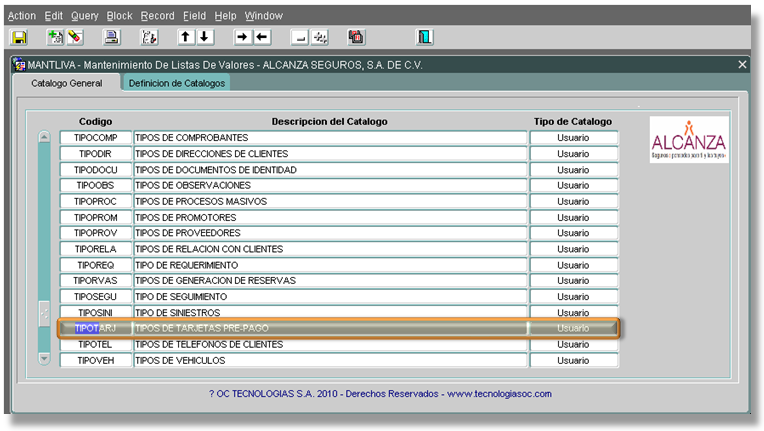 Action Edit Query Block Record Field Help Window
MANTLIVA - Mantenimiento De Listas De Valores - ALCANZA SEGUROS, S.A. DE C.V.
Catalogo General Definicion de Catalogos
Codigo Descripcion del Catalogo Tipo de Catalogo
TIPOCOMP TIPOS DE COMPROBANTES Usuario
TIPODIR TIPOS DE DIRECCIONES DE CLIENTES Usuario
TIPODOCU TIPOS DE DOCUMENTOS DE IDENTIDAD Usuario
TIPOOBS TIPOS DE OBSERVACIONES Usuario
TIPOPROC TIPOS DE PROCESOS MASIVOS Usuario
TIPOPROM TIPOS DE PROMOTORES Usuario
TIPOPROV TIPOS DE PROVEEDORES Usuario
TIPORELA TIPOS DE RELACION CON CLIENTES Usuario
TIPOREQ TIPO DE REQUERIMIENTO Usuario
TIPORVAS TIPOS DE GENERACION DE RESERVAS Usuario
TIPOSEGU TIPO DE SEGUIMIENTO Usuario
TIPOSINI TIPO DE SINIESTROS Usuario
TIPOTARJ TIPOS DE TARJETAS PRE-PAGO Usuario
TIPOTEL TIPOS DE TELEFONOS DE CLIENTES Usuario
TIPOVEH TIPOS DE VEHICULOS Usuario
ALCANZA
? OC TECNOLOGIAS S.A. 2010 - Derechos Reservados - www.tecnologiasoc.com